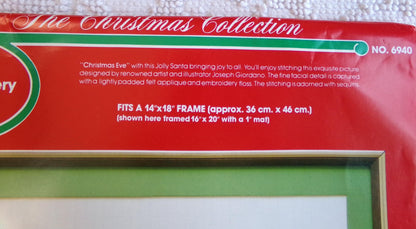 The Christmas Collection
NO. 6940
"Christmas Eve" with this Jolly Santa bringing joy to all. You'll enjoy stitching this exquisite picture
designed by renowned artist and illustrator Joseph Giordano. The fine facial detail is captured
with a lightly padded felt applique and embroidery floss. The stitching is adorned with sequins.
ery
FITS A 14"x18" FRAME (approx. 36 cm. x 46 cm.)
(shown here framed 16" x 20" with a 1" mat)